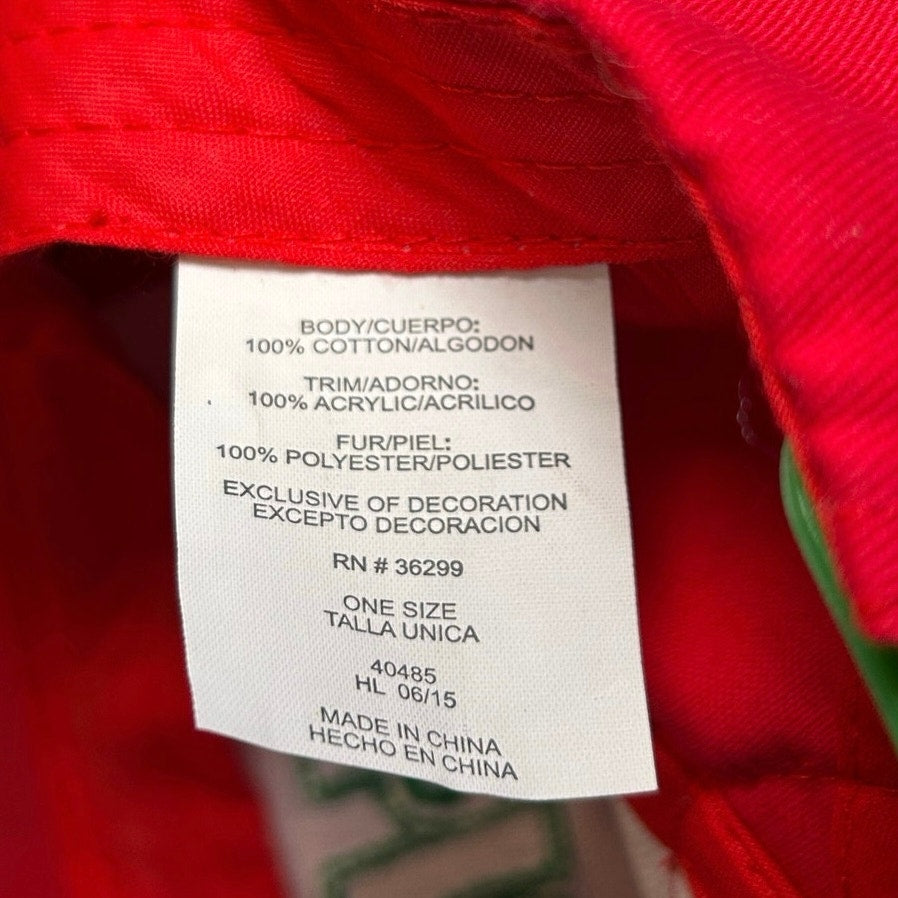 BODY/CUERPO:
100% COTTON/ALGODON
TRIM/ADORNO:
100% ACRYLIC/ACRILICO
FUR/PIEL:
100% POLYESTER/POLIESTER
EXCLUSIVE OF DECORATION
EXCEPTO DECORACION
RN # 36299
ONE SIZE
TALLA UNICA
40485
HL 06/15
MADE IN CHINA
HECHO EN CHINA